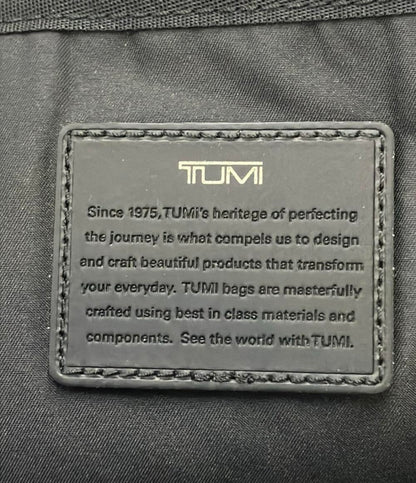 TUMI
Since 1975,TUMi's heritage of perfecting
the journey is what compels us to design
and craft beautiful products that transform
your everyday. TUMI bags are masterfully
crafted using best in class materials and
components. See the world withTUMI.